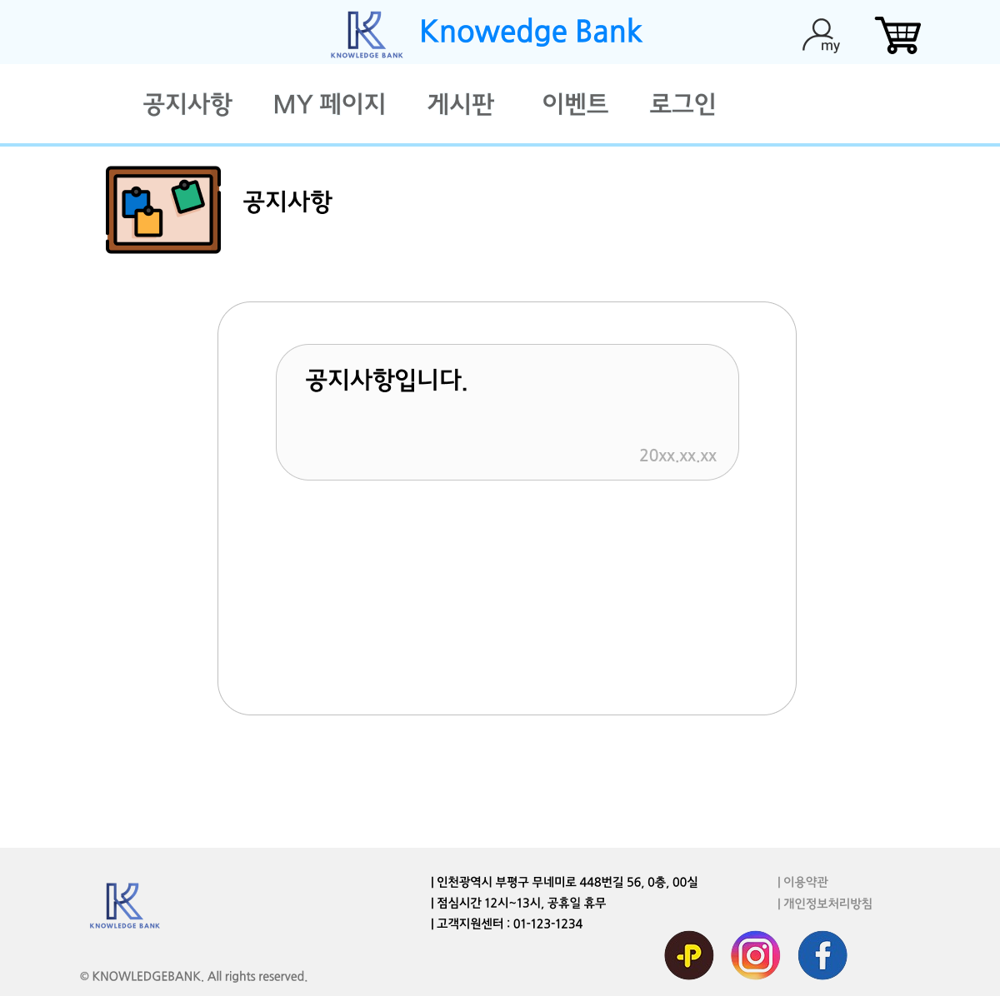 KNOWLEDGE BANK
Knowedge Bank
my
공지사항 MY 페이지 게시판 이벤트 로그인
공지사항
공지사항입니다.
20xx.xx.xx
KNOWLEDGE BANK
| 인천광역시 부평구 무네미로 448번길 56, 0층, 00실
| 점심시간 12시~13시, 공휴일 휴무
| 고객지원센터 : 01-123-1234
| 이용약관
| 개인정보처리방침
© KNOWLEDGEBANK. All rights reserved.